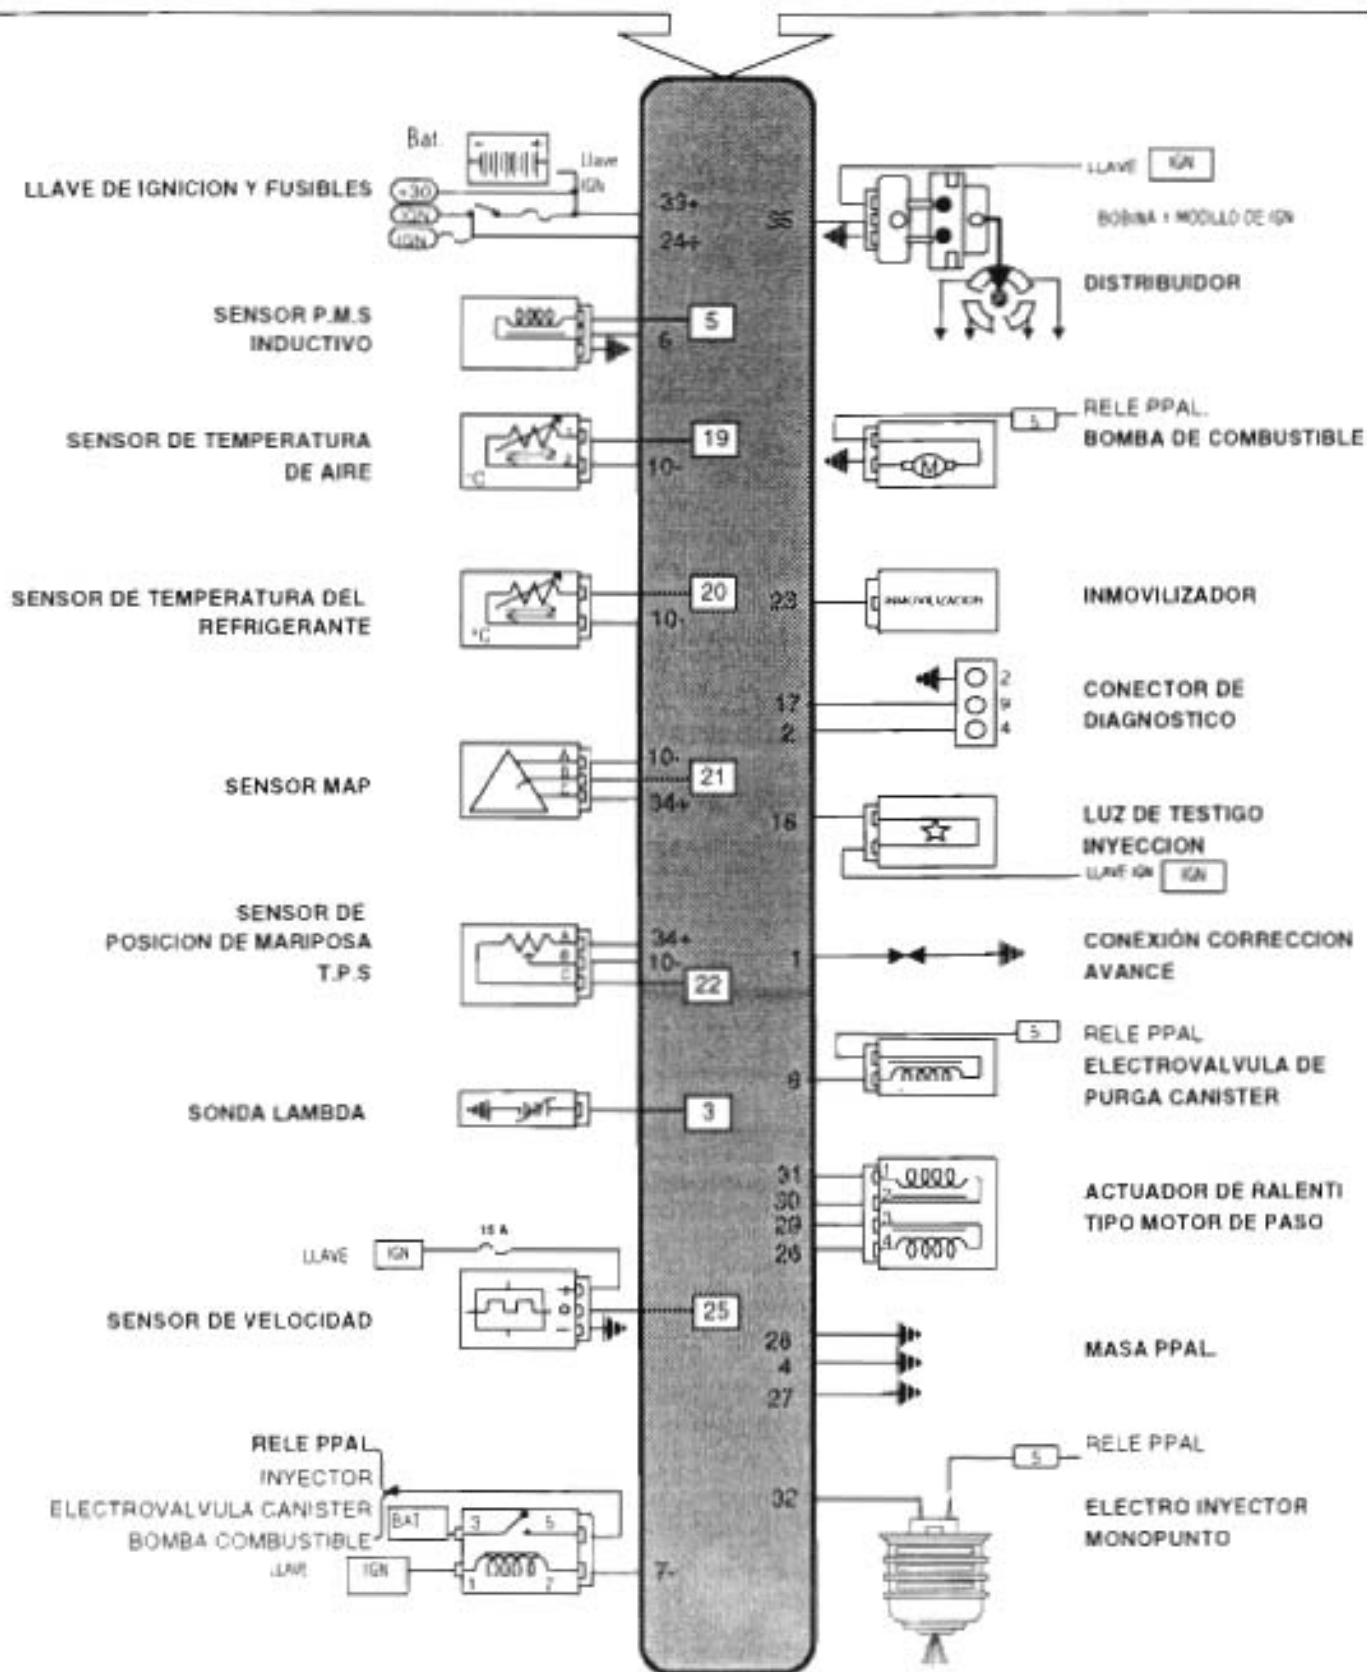 Bat.
- +
Llave
IGN
LLAVE DE IGNICION Y FUSIBLES
+30
IGN
IGN
33+
24+
SENSOR P.M.S
INDUCTIVO
5
6
SENSOR DE TEMPERATURA
DE AIRE
°C
19
10-
SENSOR DE TEMPERATURA DEL
REFRIGERANTE
°C
20
10-
SENSOR MAP
A
B
C
10-
21
34+
SENSOR DE
POSICION DE MARIPOSA
T.P.S
A
B
C
34+
10-
22
SONDA LAMBDA
3
15 A
LLAVE
IGN
SENSOR DE VELOCIDAD
+
0
-
25
RELE PPAL
INYECTOR
ELECTROVALVULA CANISTER
BOMBA COMBUSTIBLE
BAT
3
5
LLAVE
IGN
1
2
7-
LLAVE
IGN
BOBINA Y MODULO DE IGN
DISTRIBUIDOR
RELE PPAL.
5
BOMBA DE COMBUSTIBLE
M
23
INMOVILIZACION
INMOVILIZADOR
2
17
9
2
4
CONECTOR DE
DIAGNOSTICO
18
LUZ DE TESTIGO
INYECCION
LLAVE IGN
IGN
1
CONEXIÓN CORRECCION
AVANCE
5
RELE PPAL
ELECTROVALVULA DE
PURGA CANISTER
31
30
29
26
1
2
3
4
ACTUADOR DE RALENTI
TIPO MOTOR DE PASO
28
4
27
MASA PPAL.
32
5
RELE PPAL
ELECTRO INYECTOR
MONOPUNTO